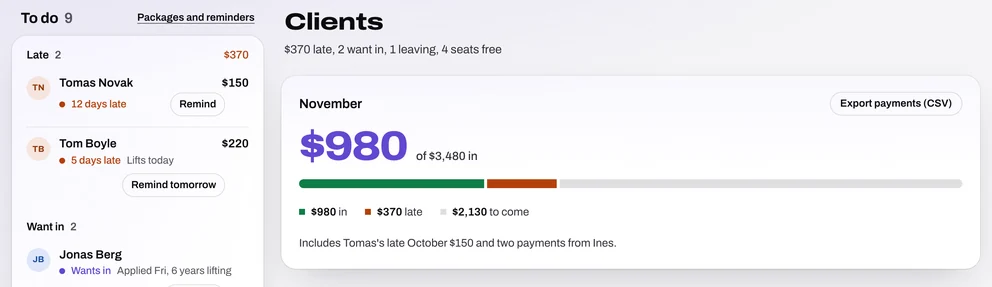 To do 9
Packages and reminders
Late 2
$370
TN
Tomas Novak
$150
12 days late
Remind
TB
Tom Boyle
$220
5 days late Lifts today
Remind tomorrow
Want in 2
JB
Jonas Berg
Wants in Applied Fri, 6 years lifting
Clients
$370 late, 2 want in, 1 leaving, 4 seats free
November
Export payments (CSV)
$980 of $3,480 in
$980 in
$370 late
$2,130 to come
Includes Tomas's late October $150 and two payments from Ines.